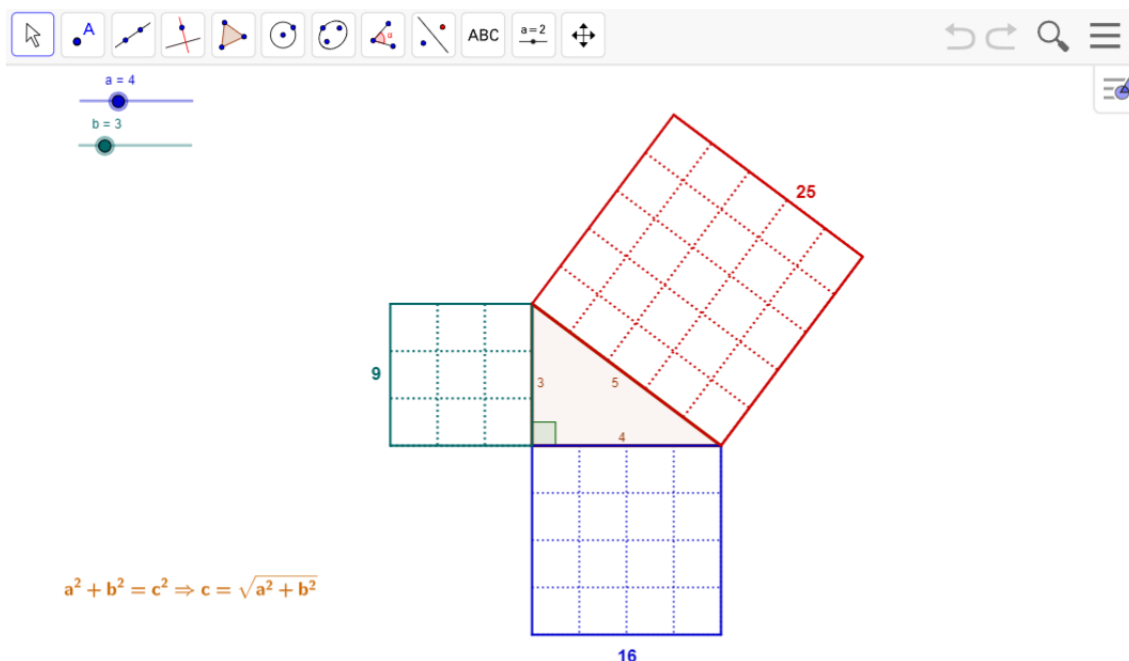 A ABC a=2
a = 4
b = 3
25
9
3
5
4
a² + b² = c² ⇒ c = √(a² + b²)
16